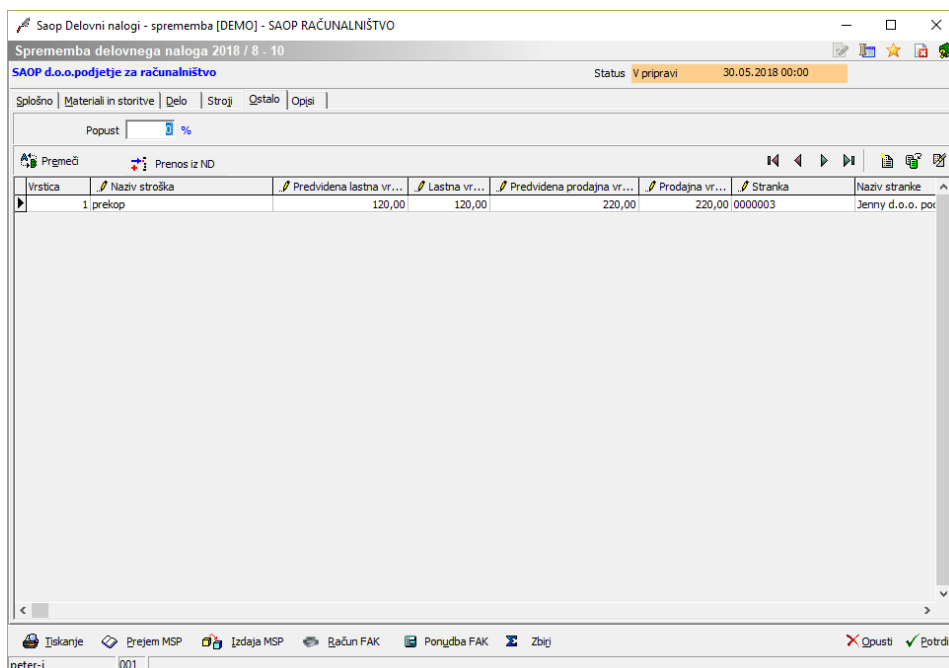 Saop Delovni nalogi - sprememba [DEMO] - SAOP RAČUNALNIŠTVO
Sprememba delovnega naloga 2018 / 8 - 10
SAOP d.o.o.podjetje za računalništvo
Status V pripravi 30.05.2018 00:00
Splošno Materiali in storitve Delo Stroji Ostalo Opisi
Popust 0 %
Premeči Prenos iz ND
Vrstica Naziv stroška Predvidena lastna vr... Lastna vr... Predvidena prodajna vr... Prodajna vr... Stranka Naziv stranke
1 prekop 120,00 120,00 220,00 220,00 0000003 Jenny d.o.o. poc
Tiskanje Prejem MSP Izdaja MSP Račun FAK Ponudba FAK Zbiri Opusti Potrdi
peter-i 001